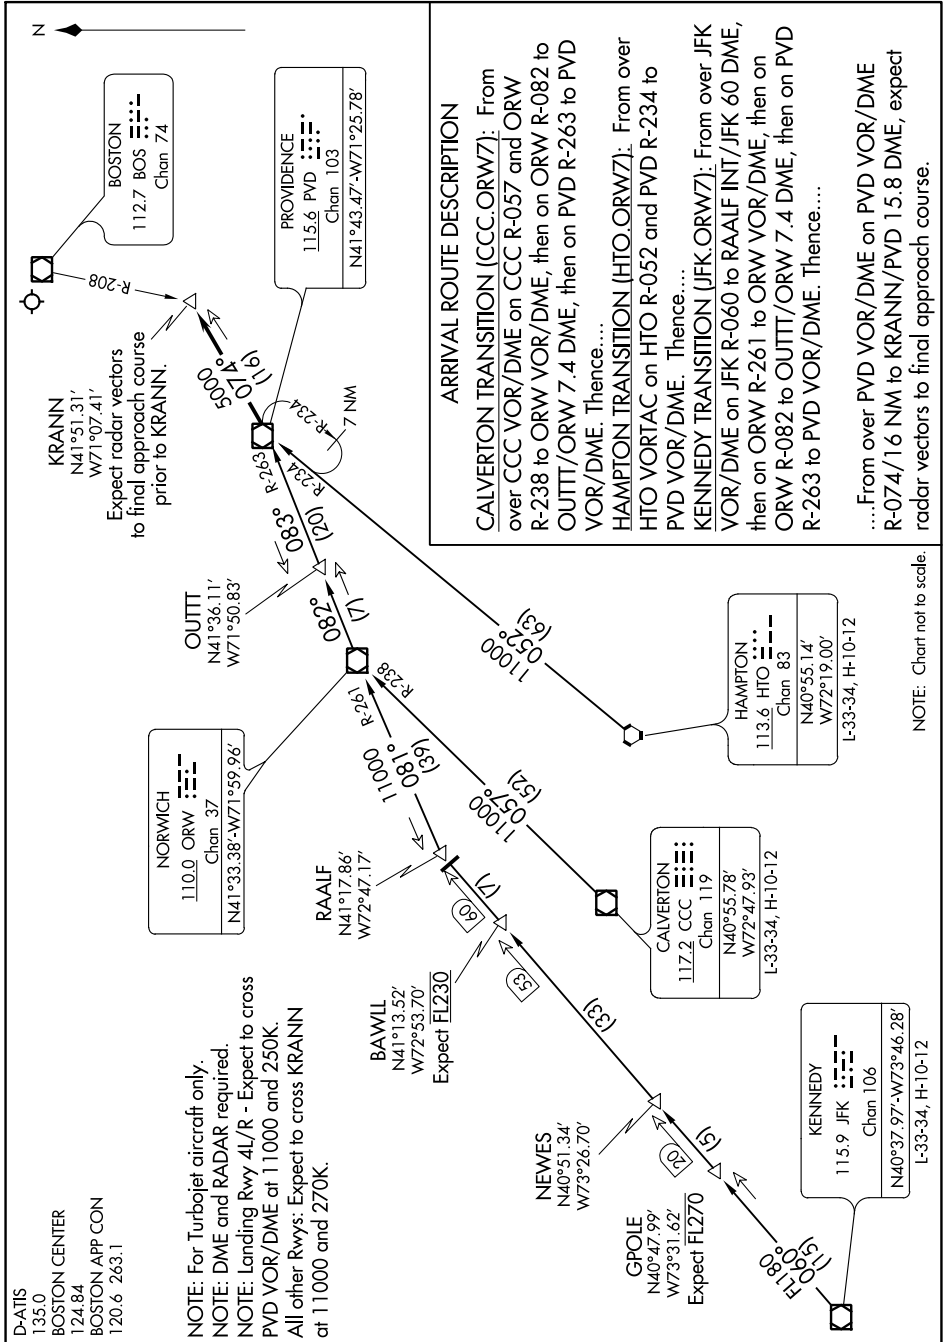 D-ATIS
135.0
BOSTON CENTER
124.84
BOSTON APP CON
120.6 263.1
NOTE: For Turbojet aircraft only.
NOTE: DME and RADAR required.
NOTE: Landing Rwy 4L/R - Expect to cross
PVD VOR/DME at 11000 and 250K.
All other Rwys: Expect to cross KRANN
at 11000 and 270K.
N
BOSTON
112.7 BOS
Chan 74
R-208
KRANN
N41°51.31′
W71°07.41′
Expect radar vectors
to final approach course
prior to KRANN.
5000
074°
(16)
PROVIDENCE
115.6 PVD
Chan 103
N41°43.47′-W71°25.78′
R-234
7 NM
R-263
R-234
083°
(20)
OUTTT
N41°36.11′
W71°50.83′
082°
(7)
NORWICH
110.0 ORW
Chan 37
N41°33.38′-W71°59.96′
R-261
R-238
11000
081°
(39)
11000
057°
(52)
11000
052°
(63)
RAALF
N41°17.86′
W72°47.17′
60
(7)
BAWLL
N41°13.52′
W72°53.70′
Expect FL230
53
(33)
NEWES
N40°51.34′
W73°26.70′
20
(5)
GPOLE
N40°47.99′
W73°31.62′
Expect FL270
FL180
060°
(15)
KENNEDY
115.9 JFK
Chan 106
N40°37.97′-W73°46.28′
L-33-34, H-10-12
CALVERTON
117.2 CCC
Chan 119
N40°55.78′
W72°47.93′
L-33-34, H-10-12
HAMPTON
113.6 HTO
Chan 83
N40°55.14′
W72°19.00′
L-33-34, H-10-12
NOTE: Chart not to scale.
ARRIVAL ROUTE DESCRIPTION
CALVERTON TRANSITION (CCC.ORW7): From
over CCC VOR/DME on CCC R-057 and ORW
R-238 to ORW VOR/DME, then on ORW R-082 to
OUTTT/ORW 7.4 DME, then on PVD R-263 to PVD
VOR/DME. Thence....
HAMPTON TRANSITION (HTO.ORW7): From over
HTO VORTAC on HTO R-052 and PVD R-234 to
PVD VOR/DME. Thence....
KENNEDY TRANSITION (JFK.ORW7): From over JFK
VOR/DME on JFK R-060 to RAALF INT/JFK 60 DME,
then on ORW R-261 to ORW VOR/DME, then on
ORW R-082 to OUTTT/ORW 7.4 DME, then on PVD
R-263 to PVD VOR/DME. Thence....
....From over PVD VOR/DME on PVD VOR/DME
R-074/16 NM to KRANN/PVD 15.8 DME, expect
radar vectors to final approach course.